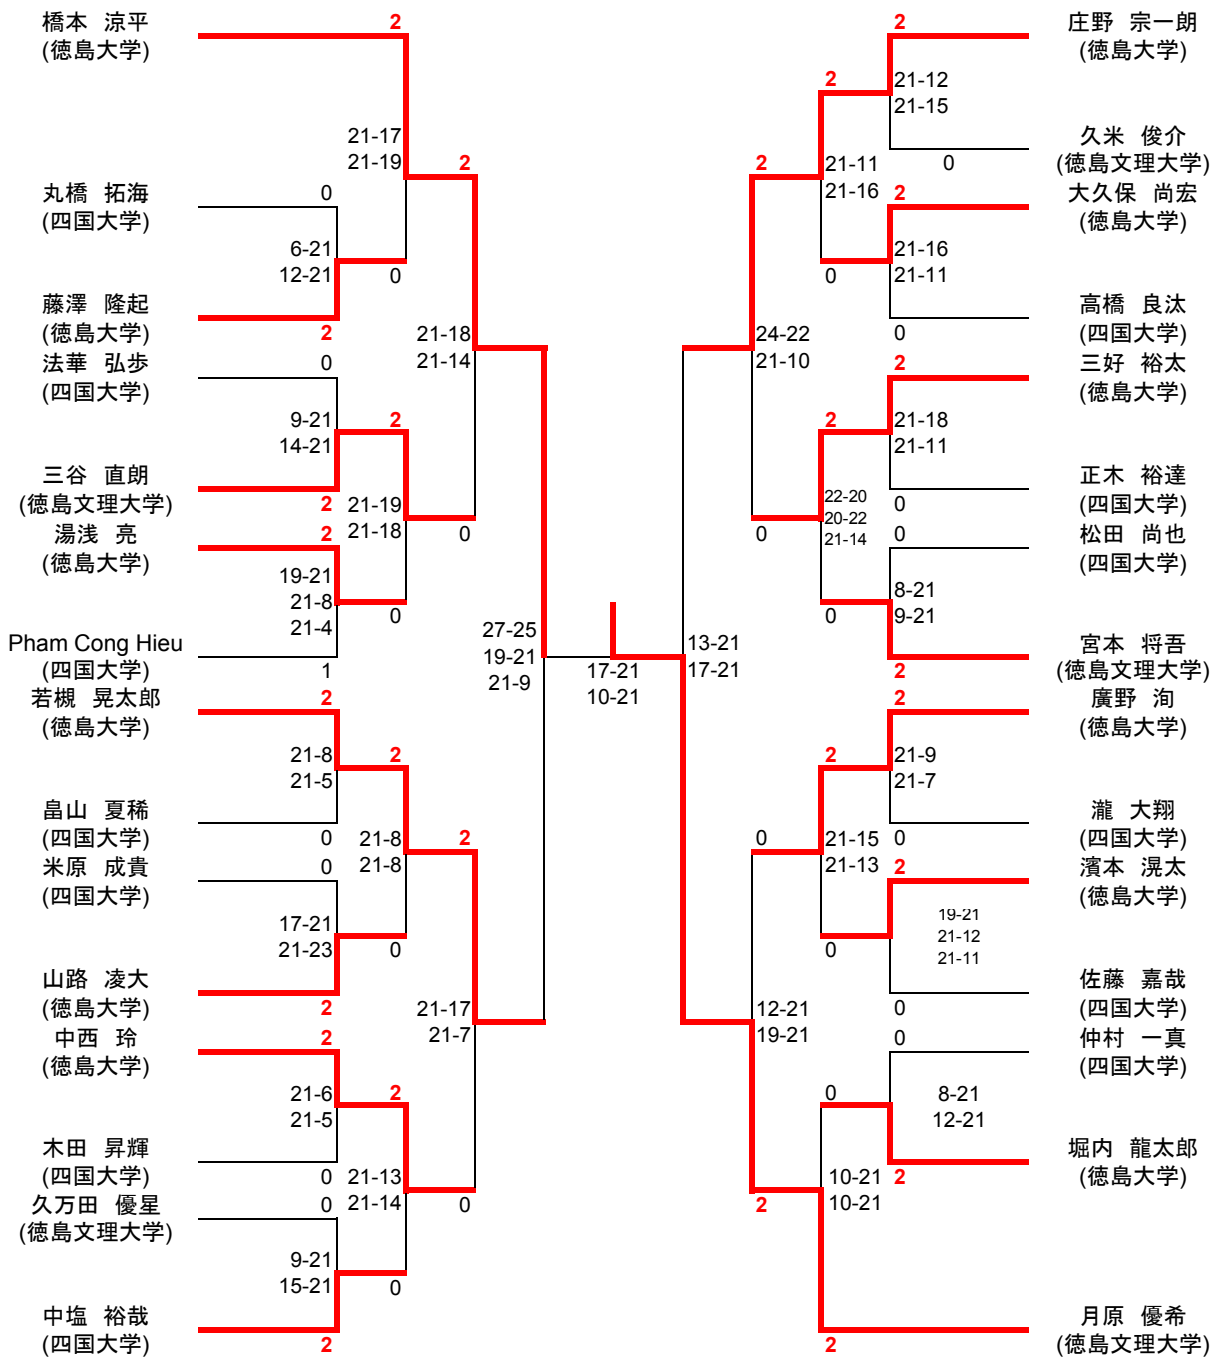 橋本 涼平
(徳島大学)
2
21-17
21-19
2
丸橋 拓海
(四国大学)
0
6-21
12-21
0
藤澤 隆起
(徳島大学)
2
21-18
21-14
法華 弘歩
(四国大学)
0
9-21
14-21
2
三谷 直朗
(徳島文理大学)
2
21-19
21-18
0
湯浅 亮
(徳島大学)
2
19-21
21-8
21-4
0
Pham Cong Hieu
(四国大学)
1
27-25
19-21
21-9
若槻 晃太郎
(徳島大学)
2
21-8
21-5
2
畠山 夏稀
(四国大学)
0
21-8
21-8
2
米原 成貴
(四国大学)
0
17-21
21-23
0
山路 凌大
(徳島大学)
2
21-17
21-7
中西 玲
(徳島大学)
2
21-6
21-5
2
木田 昇輝
(四国大学)
0
21-13
21-14
0
久万田 優星
(徳島文理大学)
0
9-21
15-21
0
中塩 裕哉
(四国大学)
2
17-21
10-21
庄野 宗一朗
(徳島大学)
2
21-12
21-15
2
久米 俊介
(徳島文理大学)
0
21-11
21-16
2
大久保 尚宏
(徳島大学)
2
21-16
21-11
0
高橋 良汰
(四国大学)
0
24-22
21-10
三好 裕太
(徳島大学)
2
21-18
21-11
2
正木 裕達
(四国大学)
0
22-20
20-22
21-14
0
松田 尚也
(四国大学)
0
8-21
9-21
0
宮本 将吾
(徳島文理大学)
2
13-21
17-21
廣野 洵
(徳島大学)
2
21-9
21-7
2
瀧 大翔
(四国大学)
0
21-15
21-13
0
濱本 滉太
(徳島大学)
2
19-21
21-12
21-11
0
佐藤 嘉哉
(四国大学)
0
12-21
19-21
仲村 一真
(四国大学)
0
8-21
12-21
0
堀内 龍太郎
(徳島大学)
2
10-21
10-21
2
月原 優希
(徳島文理大学)
2